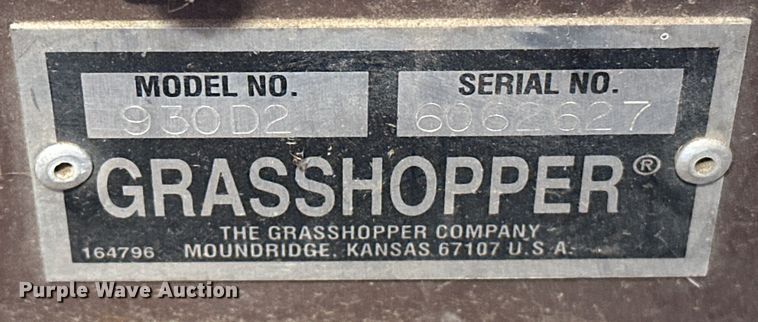 MODEL NO. SERIAL NO.
930D2 6062627
GRASSHOPPER®
THE GRASSHOPPER COMPANY
164796 MOUNDRIDGE, KANSAS 67107 U.S.A.
Purple Wave Auction